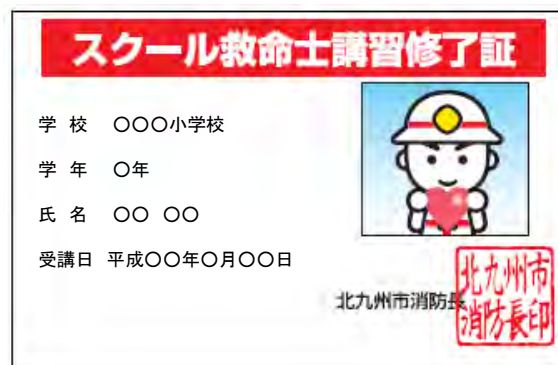 スクール救命士講習修了証
学 校 〇〇〇小学校
学 年 〇年
氏 名 〇〇 〇〇
受講日 平成〇〇年〇月〇〇日
北九州市消防長
北九州市
消防長印